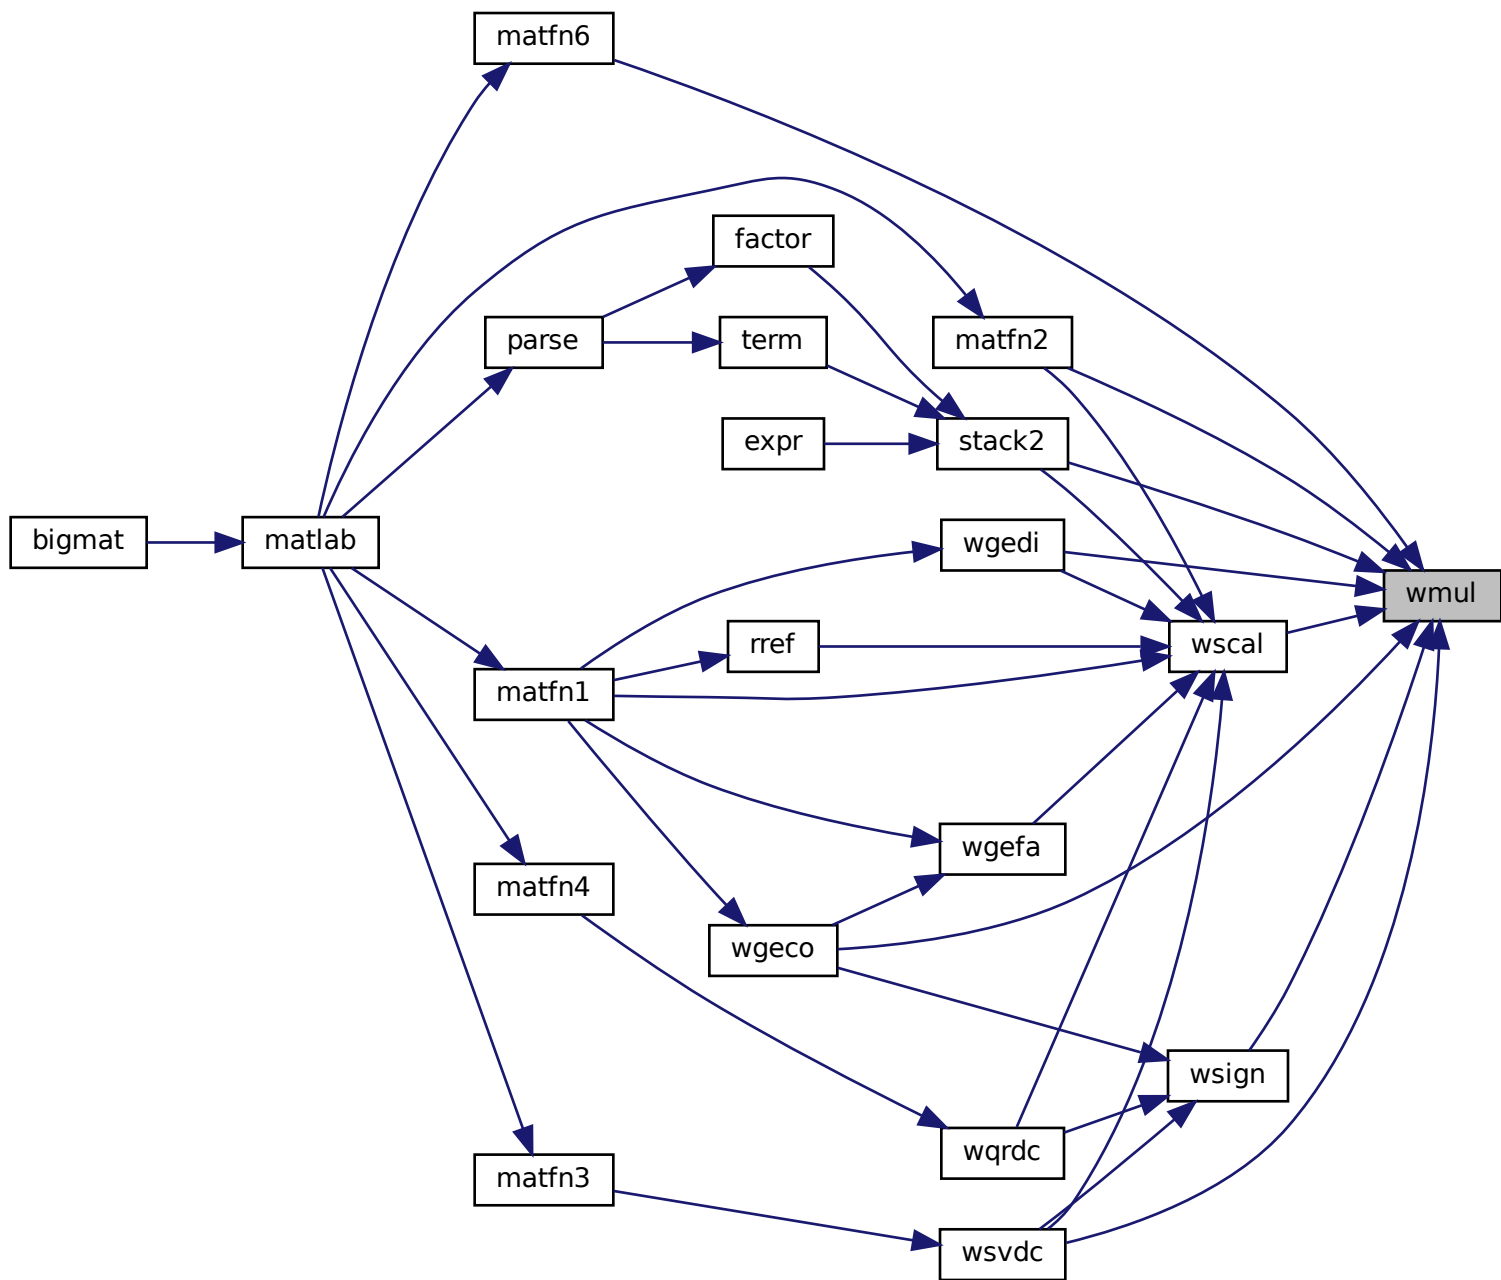 matfn6
factor
parse
term
matfn2
expr
stack2
bigmat
matlab
wgedi
wmul
rref
wscal
matfn1
wgefa
matfn4
wgeco
wsign
wqrdc
matfn3
wsvdc